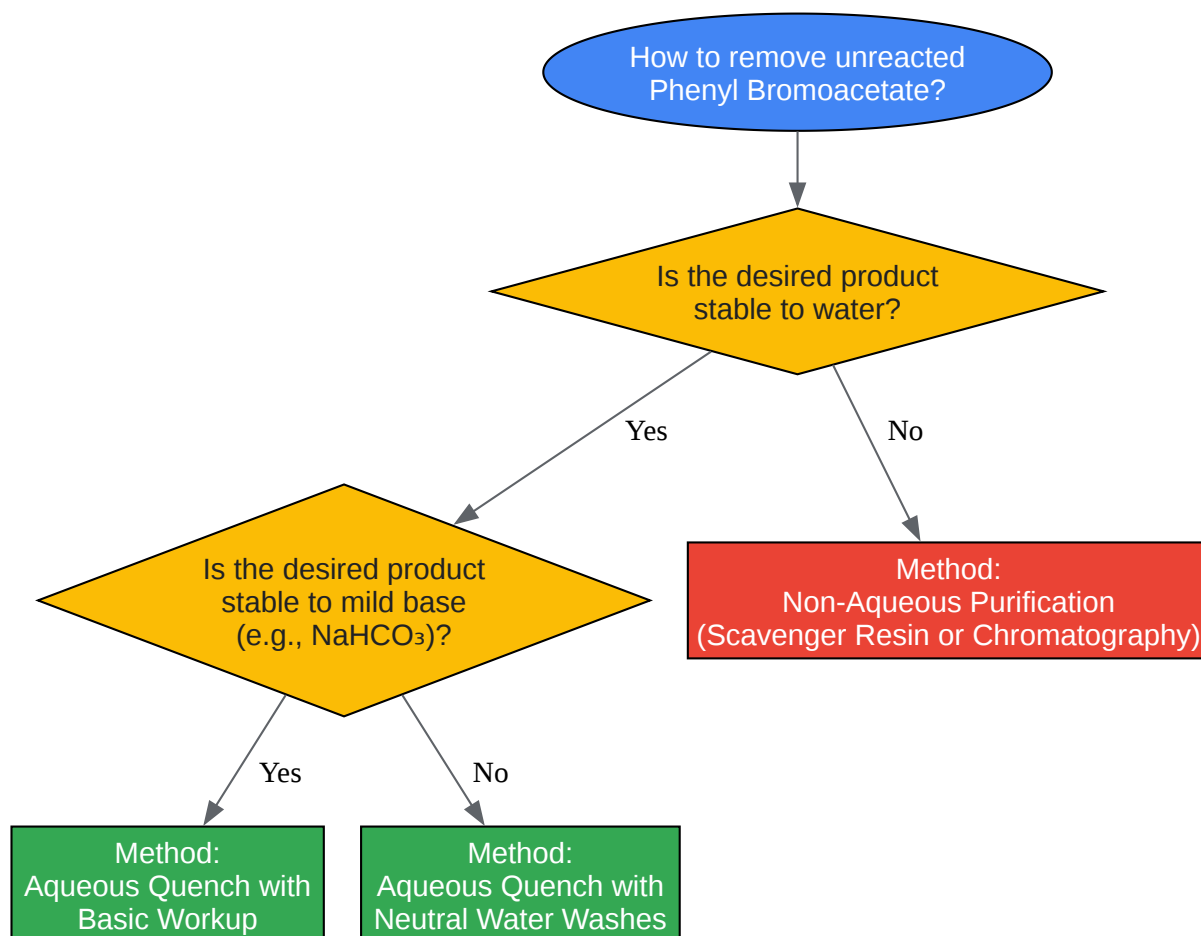 How to remove unreacted
Phenyl Bromoacetate?
Is the desired product
stable to water?
Yes
No
Is the desired product
stable to mild base
(e.g., NaHCO₃)?
Method:
Non-Aqueous Purification
(Scavenger Resin or Chromatography)
Yes
No
Method:
Aqueous Quench with
Basic Workup
Method:
Aqueous Quench with
Neutral Water Washes